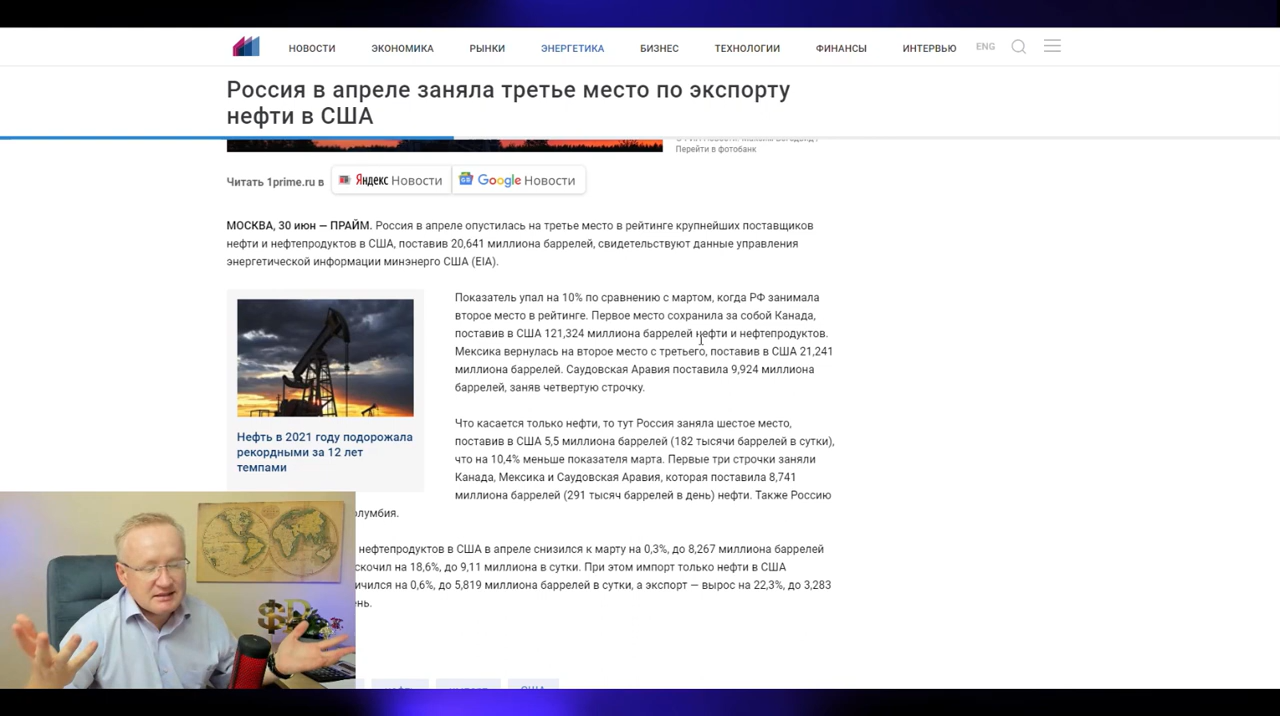 НОВОСТИ ЭКОНОМИКА РЫНКИ ЭНЕРГЕТИКА БИЗНЕС ТЕХНОЛОГИИ ФИНАНСЫ ИНТЕРВЬЮ ENG
Россия в апреле заняла третье место по экспорту
нефти в США
Перейти в фотобанк
Читать 1prime.ru в Яндекс Новости Google Новости
МОСКВА, 30 июн — ПРАЙМ. Россия в апреле опустилась на третье место в рейтинге крупнейших поставщиков
нефти и нефтепродуктов в США, поставив 20,641 миллиона баррелей, свидетельствуют данные управления
энергетической информации минэнерго США (EIA).
Показатель упал на 10% по сравнению с мартом, когда РФ занимала
второе место в рейтинге. Первое место сохранила за собой Канада,
поставив в США 121,324 миллиона баррелей нефти и нефтепродуктов.
Мексика вернулась на второе место с третьего, поставив в США 21,241
миллиона баррелей. Саудовская Аравия поставила 9,924 миллиона
баррелей, заняв четвертую строчку.
Нефть в 2021 году подорожала
рекордными за 12 лет
темпами
Что касается только нефти, то тут Россия заняла шестое место,
поставив в США 5,5 миллиона баррелей (182 тысячи баррелей в сутки),
что на 10,4% меньше показателя марта. Первые три строчки заняли
Канада, Мексика и Саудовская Аравия, которая поставила 8,741
миллиона баррелей (291 тысяч баррелей в день) нефти. Также Россию
олумбия.
нефтепродуктов в США в апреле снизился к марту на 0,3%, до 8,267 миллиона баррелей
скочил на 18,6%, до 9,11 миллиона в сутки. При этом импорт только нефти в США
ичился на 0,6%, до 5,819 миллиона баррелей в сутки, а экспорт — вырос на 22,3%, до 3,283
ень.